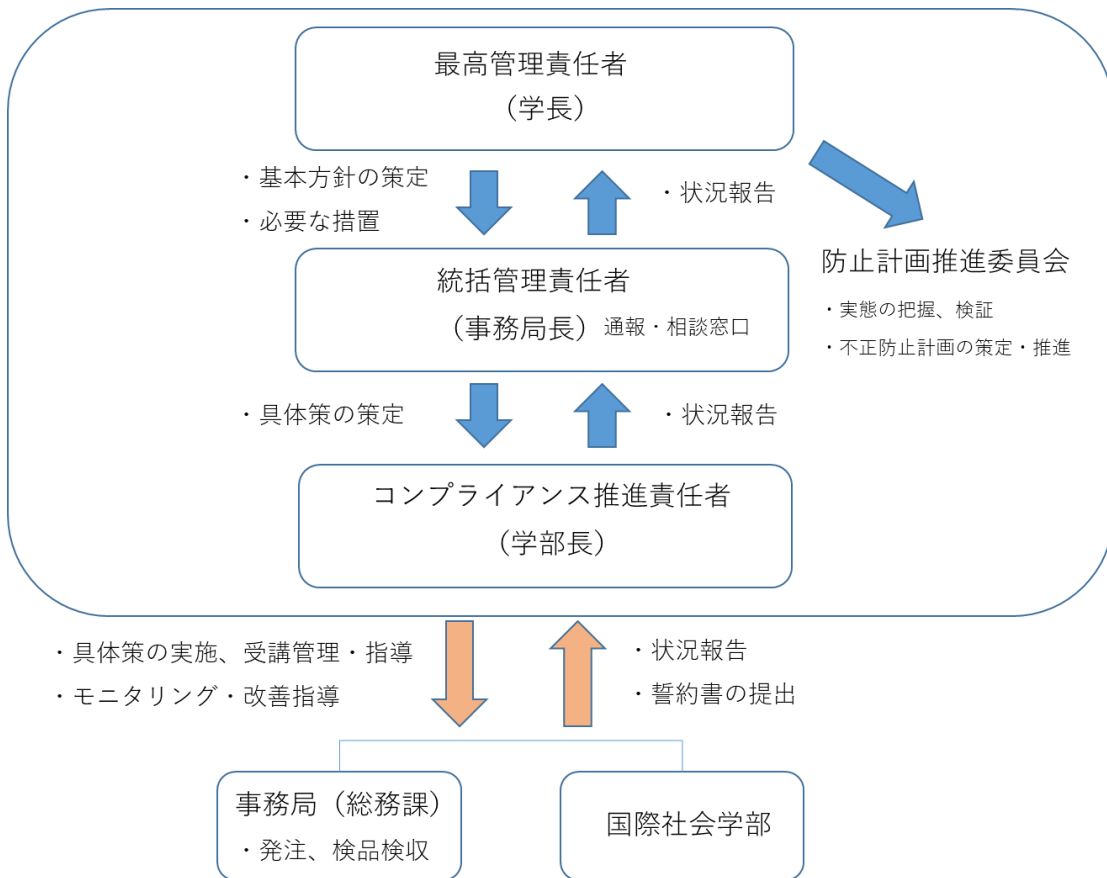 最高管理責任者
（学長）
・基本方針の策定
・必要な措置
・状況報告
統括管理責任者
（事務局長）通報・相談窓口
防止計画推進委員会
・実態の把握、検証
・不正防止計画の策定・推進
・具体策の策定
・状況報告
コンプライアンス推進責任者
（学部長）
・具体策の実施、受講管理・指導
・モニタリング・改善指導
・状況報告
・誓約書の提出
事務局（総務課）
・発注、検品検収
国際社会学部